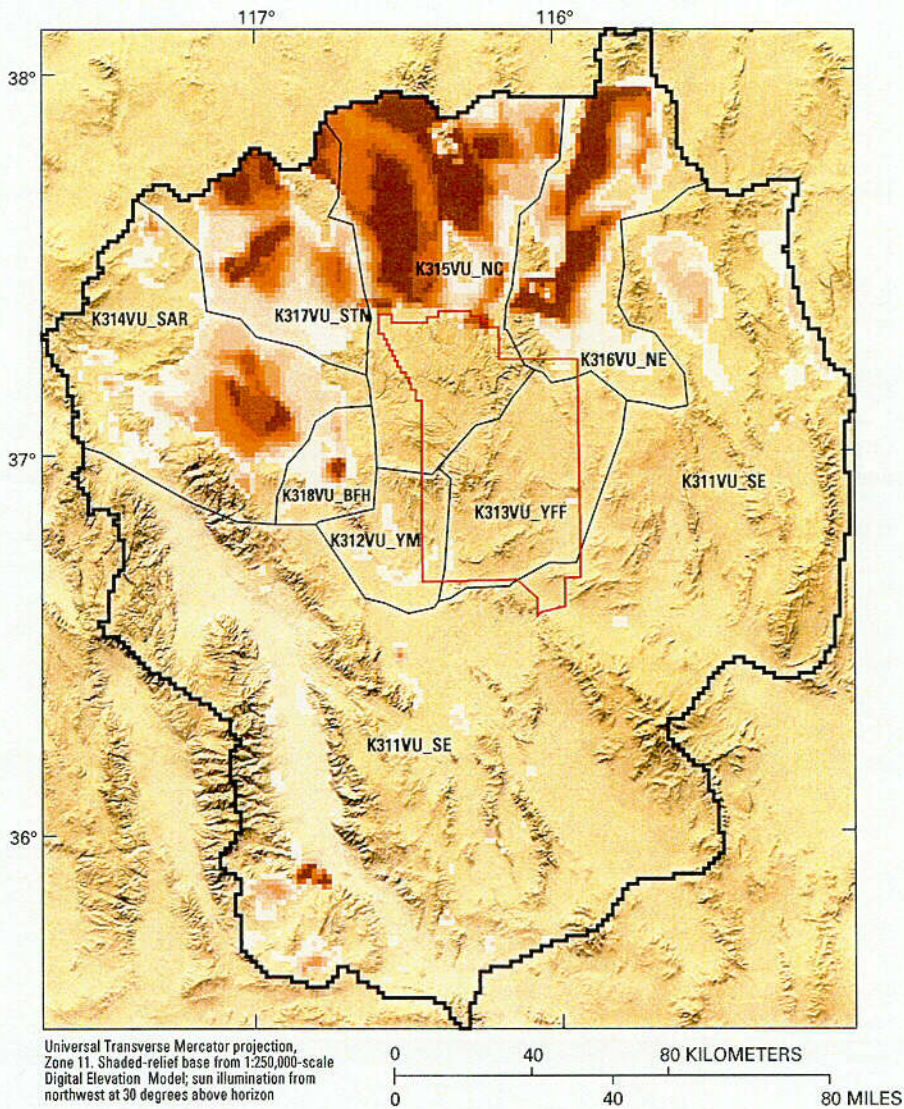 117° 116°
38°
K315VU_NC
K314VU_SAR
K317VU_STN
K316VU_NE
37°
K311VU_SE
K318VU_BFH
K313VU_YFF
K312VU_YM
K311VU_SE
36°
Universal Transverse Mercator projection,
Zone 11. Shaded-relief base from 1:250,000-scale
Digital Elevation Model; sun illumination from
northwest at 30 degrees above horizon
0 40 80 KILOMETERS
0 40 80 MILES